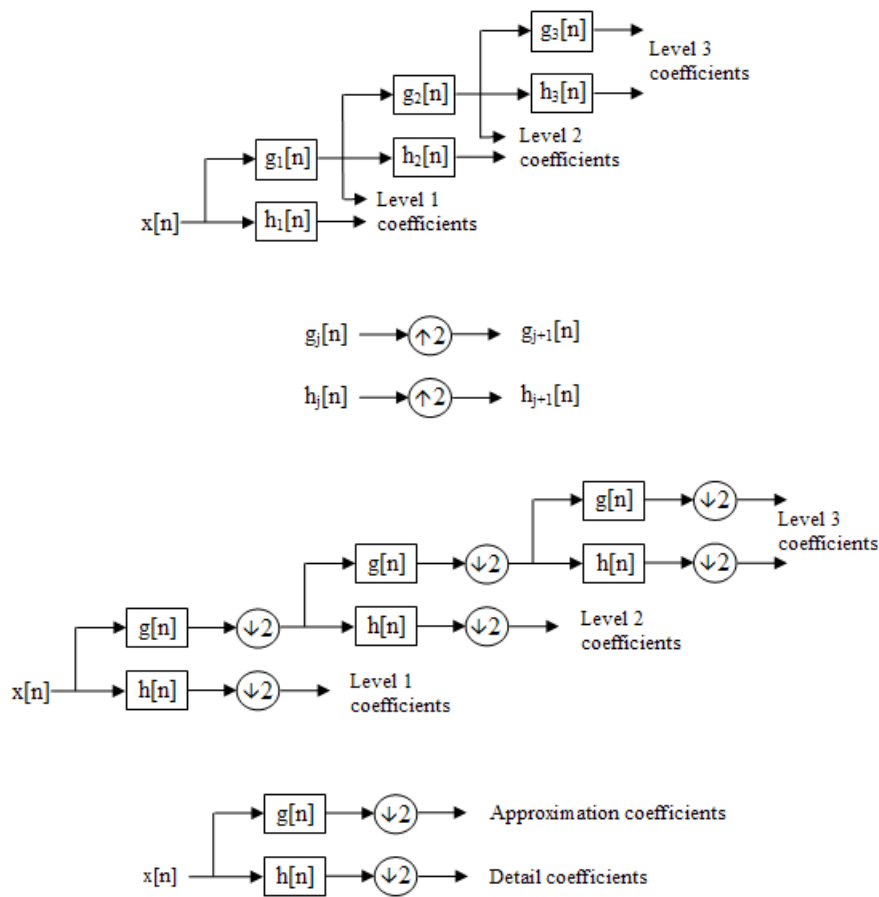 g₃[n]
Level 3
coefficients
g₂[n]
h₃[n]
Level 2
coefficients
g₁[n]
h₂[n]
Level 1
coefficients
x[n]
h₁[n]
gⱼ[n] ↑2 gⱼ₊₁[n]
hⱼ[n] ↑2 hⱼ₊₁[n]
g[n] ↓2
Level 3
coefficients
g[n] ↓2 h[n] ↓2
g[n] ↓2 h[n] ↓2
Level 2
coefficients
x[n] h[n] ↓2
Level 1
coefficients
g[n] ↓2 Approximation coefficients
x[n] h[n] ↓2 Detail coefficients